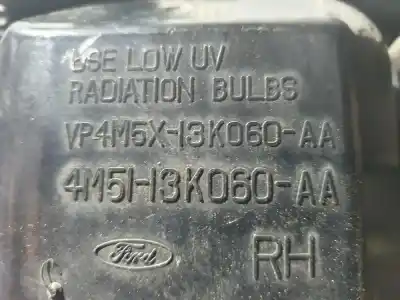 USE LOW UV
RADIATION BULBS
VP4M5X-13K060-AA
4M51-13K060-AA
Ford
RH